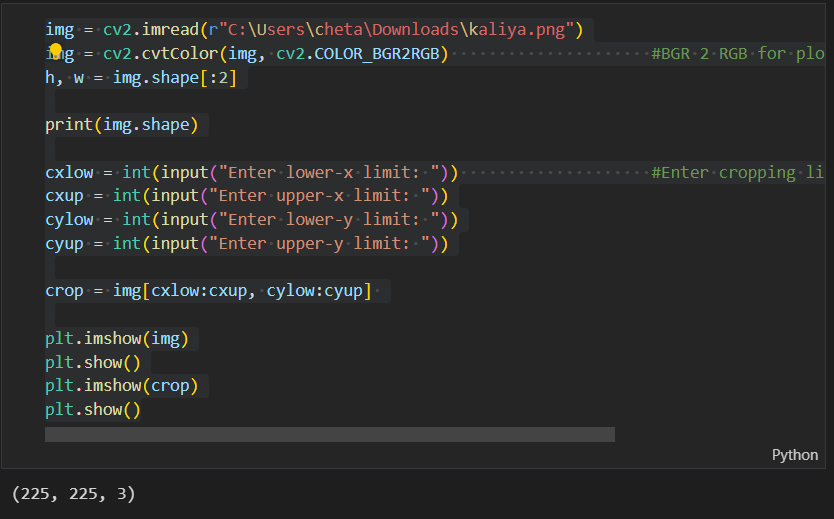 img = cv2.imread(r"C:\Users\cheta\Downloads\kaliya.png")
img = cv2.cvtColor(img, cv2.COLOR_BGR2RGB) #BGR 2 RGB for plo
h, w = img.shape[:2]
print(img.shape)
cxlow = int(input("Enter lower-x limit: ")) #Enter cropping li
cxup = int(input("Enter upper-x limit: "))
cylow = int(input("Enter lower-y limit: "))
cyup = int(input("Enter upper-y limit: "))
crop = img[cxlow:cxup, cylow:cyup]
plt.imshow(img)
plt.show()
plt.imshow(crop)
plt.show()
Python
(225, 225, 3)